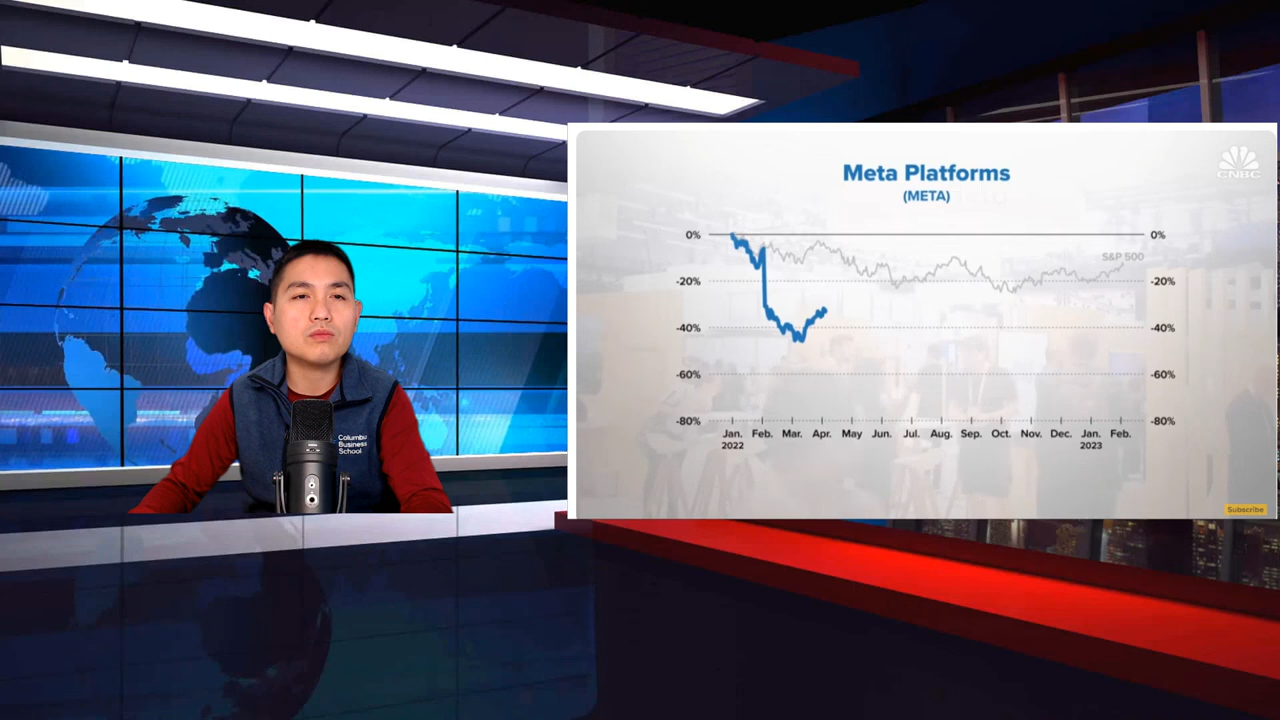 Meta Platforms
(META)
CNBC
0%
0%
S&P 500
-20%
-20%
-40%
-40%
-60%
-60%
-80%
-80%
Jan. Feb. Mar. Apr. May Jun. Jul. Aug. Sep. Oct. Nov. Dec. Jan. Feb.
2022 2023
Columbia
Business
School
Subscribe